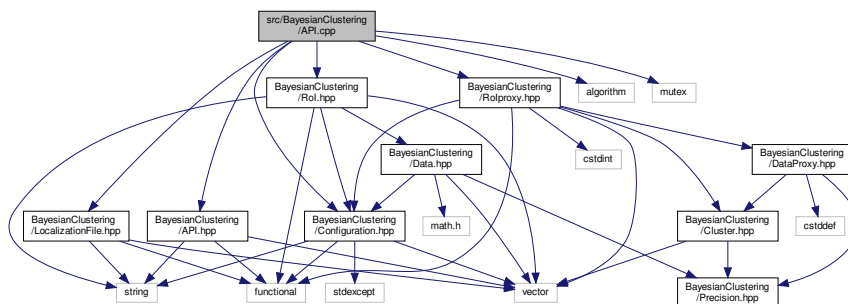 src/BayesianClustering
/API.cpp
BayesianClustering
/RoI.hpp
BayesianClustering
/RoIproxy.hpp
algorithm
mutex
BayesianClustering
/Data.hpp
cstdint
BayesianClustering
/DataProxy.hpp
BayesianClustering
/LocalizationFile.hpp
BayesianClustering
/API.hpp
BayesianClustering
/Configuration.hpp
math.h
BayesianClustering
/Cluster.hpp
cstddef
string
functional
stdexcept
vector
BayesianClustering
/Precision.hpp